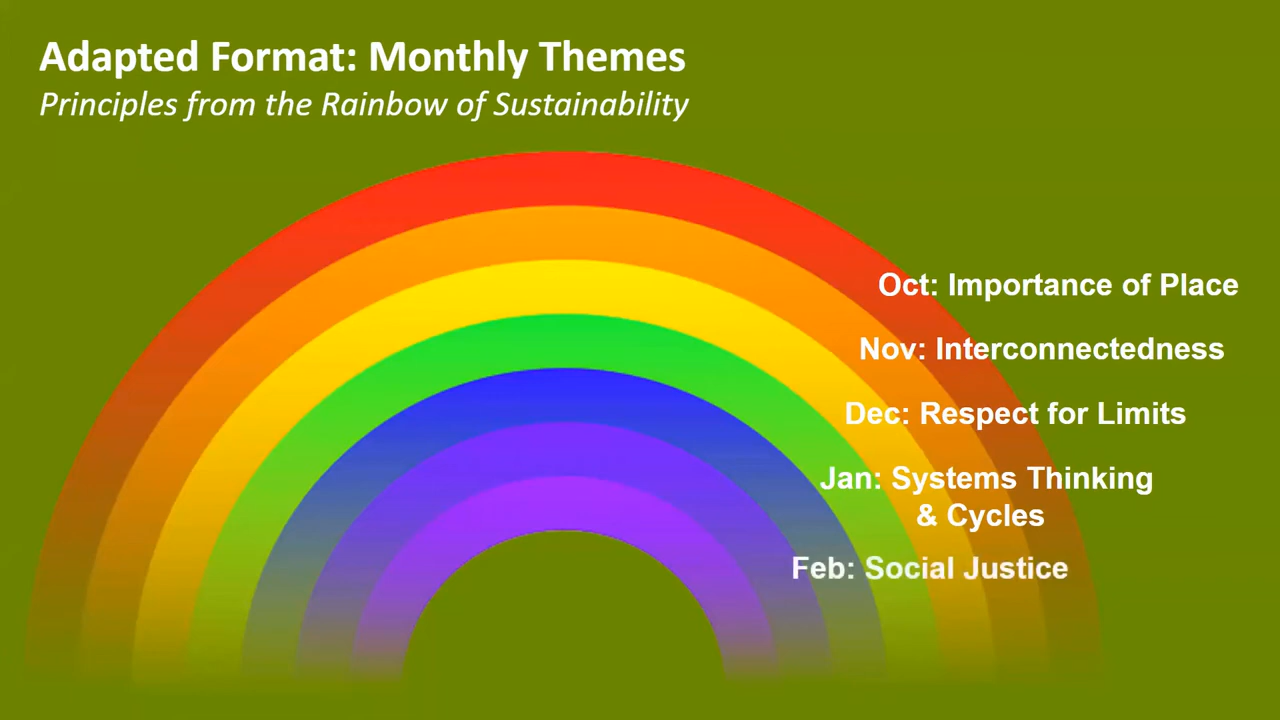 Adapted Format: Monthly Themes
Principles from the Rainbow of Sustainability
Oct: Importance of Place
Nov: Interconnectedness
Dec: Respect for Limits
Jan: Systems Thinking
& Cycles
Feb: Social Justice